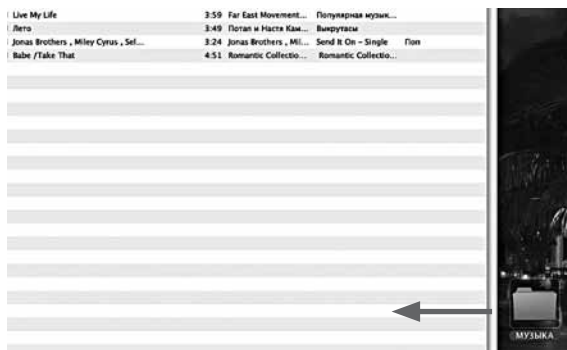 Live My Life 3:59 Far East Movement... Популярная музык...
Лето 3:49 Потап и Настя Кам... Выкрутасы
Jonas Brothers , Miley Cyrus , Sel... 3:24 Jonas Brothers , Mil... Send It On – Single Поп
Babe /Take That 4:51 Romantic Collectio... Romantic Collectio...
МУЗЫКА